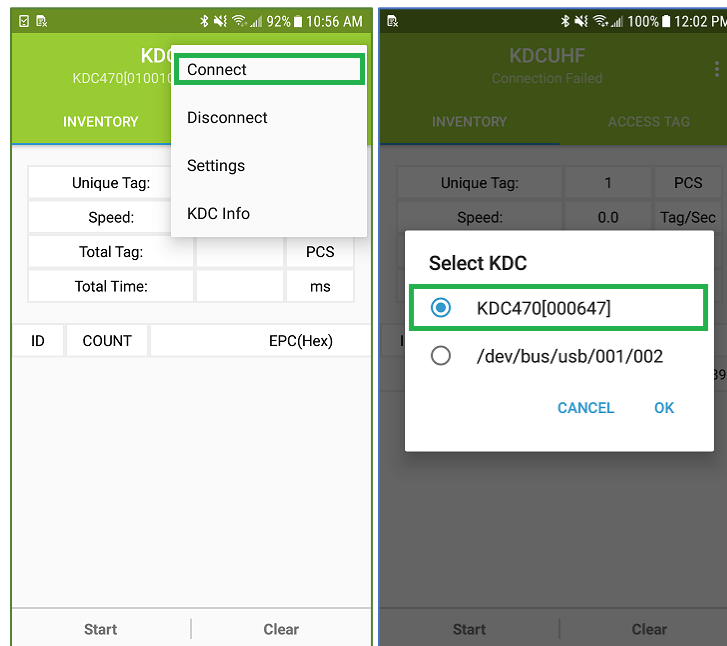 92% 10:56 AM
KDC
KDC470[01001
Connect
Disconnect
Settings
KDC Info
INVENTORY
Unique Tag:
Speed:
Total Tag: PCS
Total Time: ms
ID COUNT EPC(Hex)
Start Clear
100% 12:02 PM
KDCUHF
Connection Failed
INVENTORY ACCESS TAG
Unique Tag: 1 PCS
Speed: 0.0 Tag/Sec
Select KDC
KDC470[000647]
/dev/bus/usb/001/002
CANCEL OK
39
Start Clear